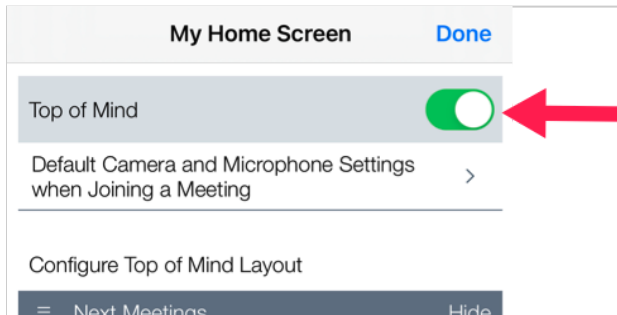 My Home Screen Done
Top of Mind
Default Camera and Microphone Settings
when Joining a Meeting
Configure Top of Mind Layout
Next Meetings Hide